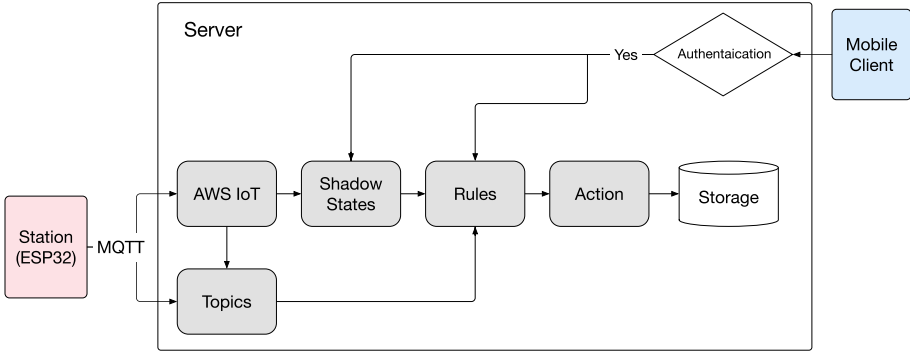 Server
Yes
Authentaication
Mobile
Client
AWS IoT
Shadow
States
Rules
Action
Storage
Station
(ESP32)
MQTT
Topics